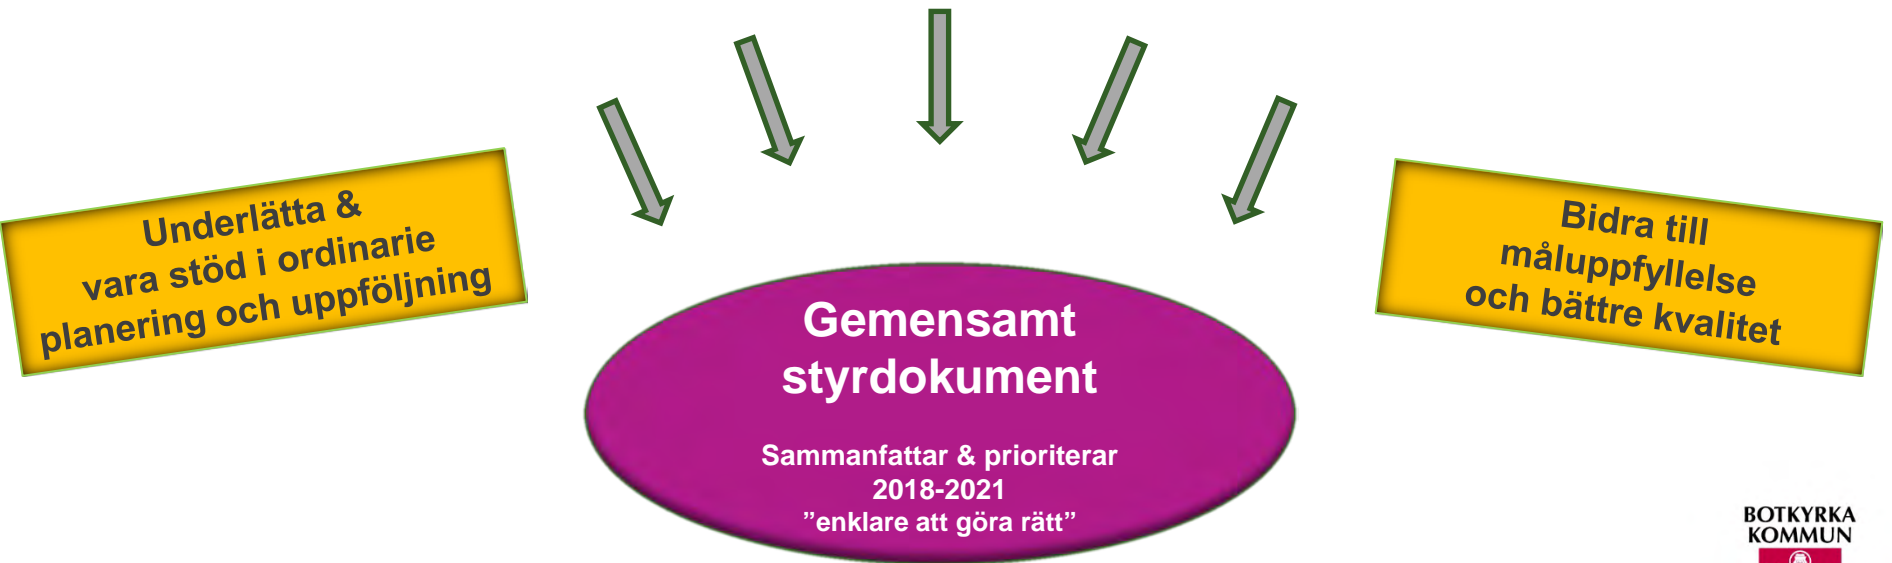 Underlätta &
vara stöd i ordinarie
planering och uppföljning
Bidra till
måluppfyllelse
och bättre kvalitet
Gemensamt
styrdokument
Sammanfattar & prioriterar
2018-2021
”enklare att göra rätt”
BOTKYRKA
KOMMUN